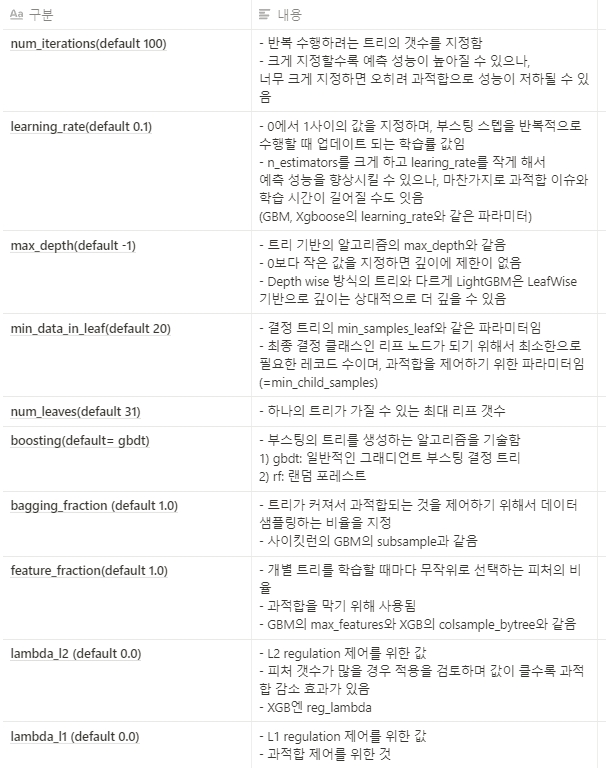 Aa 구분
내용
num_iterations(default 100)
- 반복 수행하려는 트리의 갯수를 지정함
- 크게 지정할수록 예측 성능이 높아질 수 있으나,
너무 크게 지정하면 오히려 과적합으로 성능이 저하될 수 있
음
learning_rate(default 0.1)
- 0에서 1사이의 값을 지정하며, 부스팅 스텝을 반복적으로
수행할 때 업데이트 되는 학습률 값임
- n_estimators를 크게 하고 learing_rate를 작게 해서
예측 성능을 향상시킬 수 있으나, 마찬가지로 과적합 이슈와
학습 시간이 길어질 수도 잇음
(GBM, Xgboose의 learning_rate와 같은 파라미터)
max_depth(default -1)
- 트리 기반의 알고리즘의 max_depth와 같음
- 0보다 작은 값을 지정하면 깊이에 제한이 없음
- Depth wise 방식의 트리와 다르게 LightGBM은 LeafWise
기반으로 깊이는 상대적으로 더 깊을 수 있음
min_data_in_leaf(default 20)
- 결정 트리의 min_samples_leaf와 같은 파라미터임
- 최종 결정 클래스인 리프 노드가 되기 위해서 최소한으로
필요한 레코드 수이며, 과적합을 제어하기 위한 파라미터임
(=min_child_samples)
num_leaves(default 31)
- 하나의 트리가 가질 수 있는 최대 리프 갯수
boosting(default= gbdt)
- 부스팅의 트리를 생성하는 알고리즘을 기술함
1) gbdt: 일반적인 그래디언트 부스팅 결정 트리
2) rf: 랜덤 포레스트
bagging_fraction (default 1.0)
- 트리가 커져서 과적합되는 것을 제어하기 위해서 데이터
샘플링하는 비율을 지정
- 사이킷런의 GBM의 subsample과 같음
feature_fraction(default 1.0)
- 개별 트리를 학습할 때마다 무작위로 선택하는 피처의 비
율
- 과적합을 막기 위해 사용됨
- GBM의 max_features와 XGB의 colsample_bytree와 같음
lambda_l2 (default 0.0)
- L2 regulation 제어를 위한 값
- 피처 갯수가 많을 경우 적용을 검토하며 값이 클수록 과적
합 감소 효과가 있음
- XGB엔 reg_lambda
lambda_l1 (default 0.0)
- L1 regulation 제어를 위한 값
- 과적합 제어를 위한 것